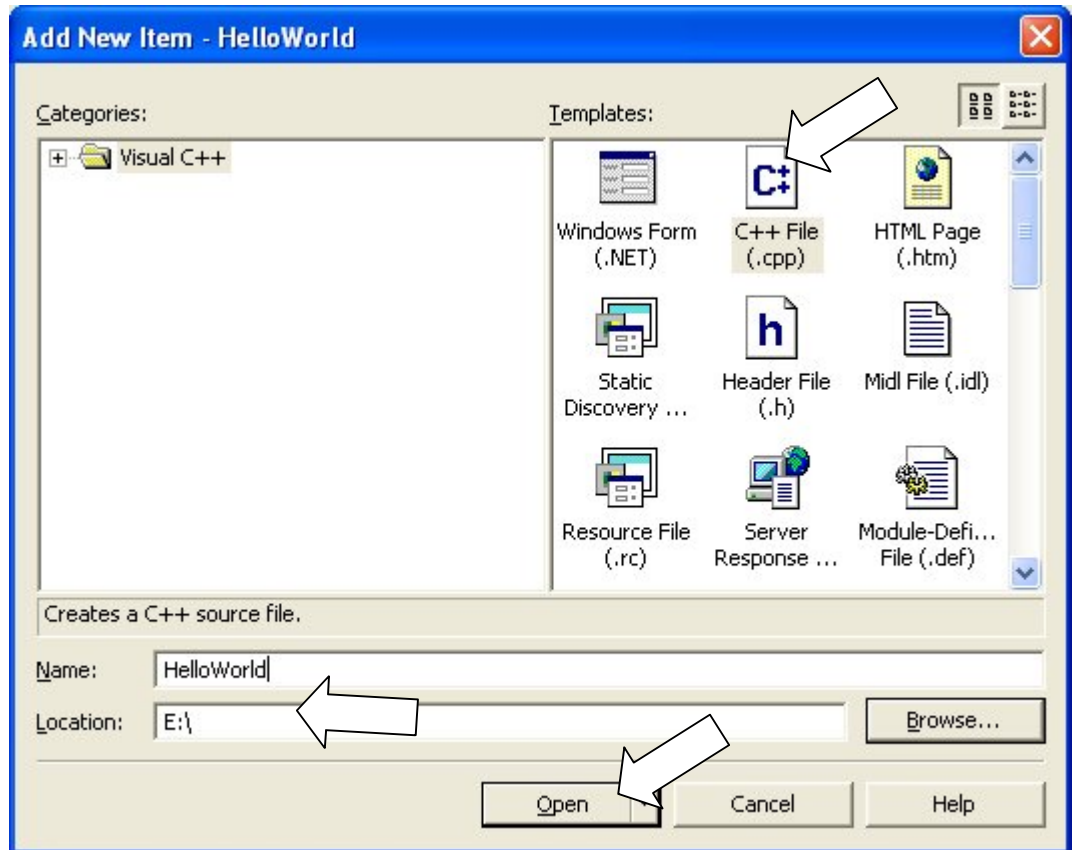 Add New Item - HelloWorld
Categories:
Templates:
Visual C++
Windows Form
(.NET)
C++ File
(.cpp)
HTML Page
(.htm)
Static
Discovery ...
Header File
(.h)
Midl File (.idl)
Resource File
(.rc)
Server
Response ...
Module-Defi...
File (.def)
Creates a C++ source file.
Name: HelloWorld
Location: E:\
Browse...
Open
Cancel
Help